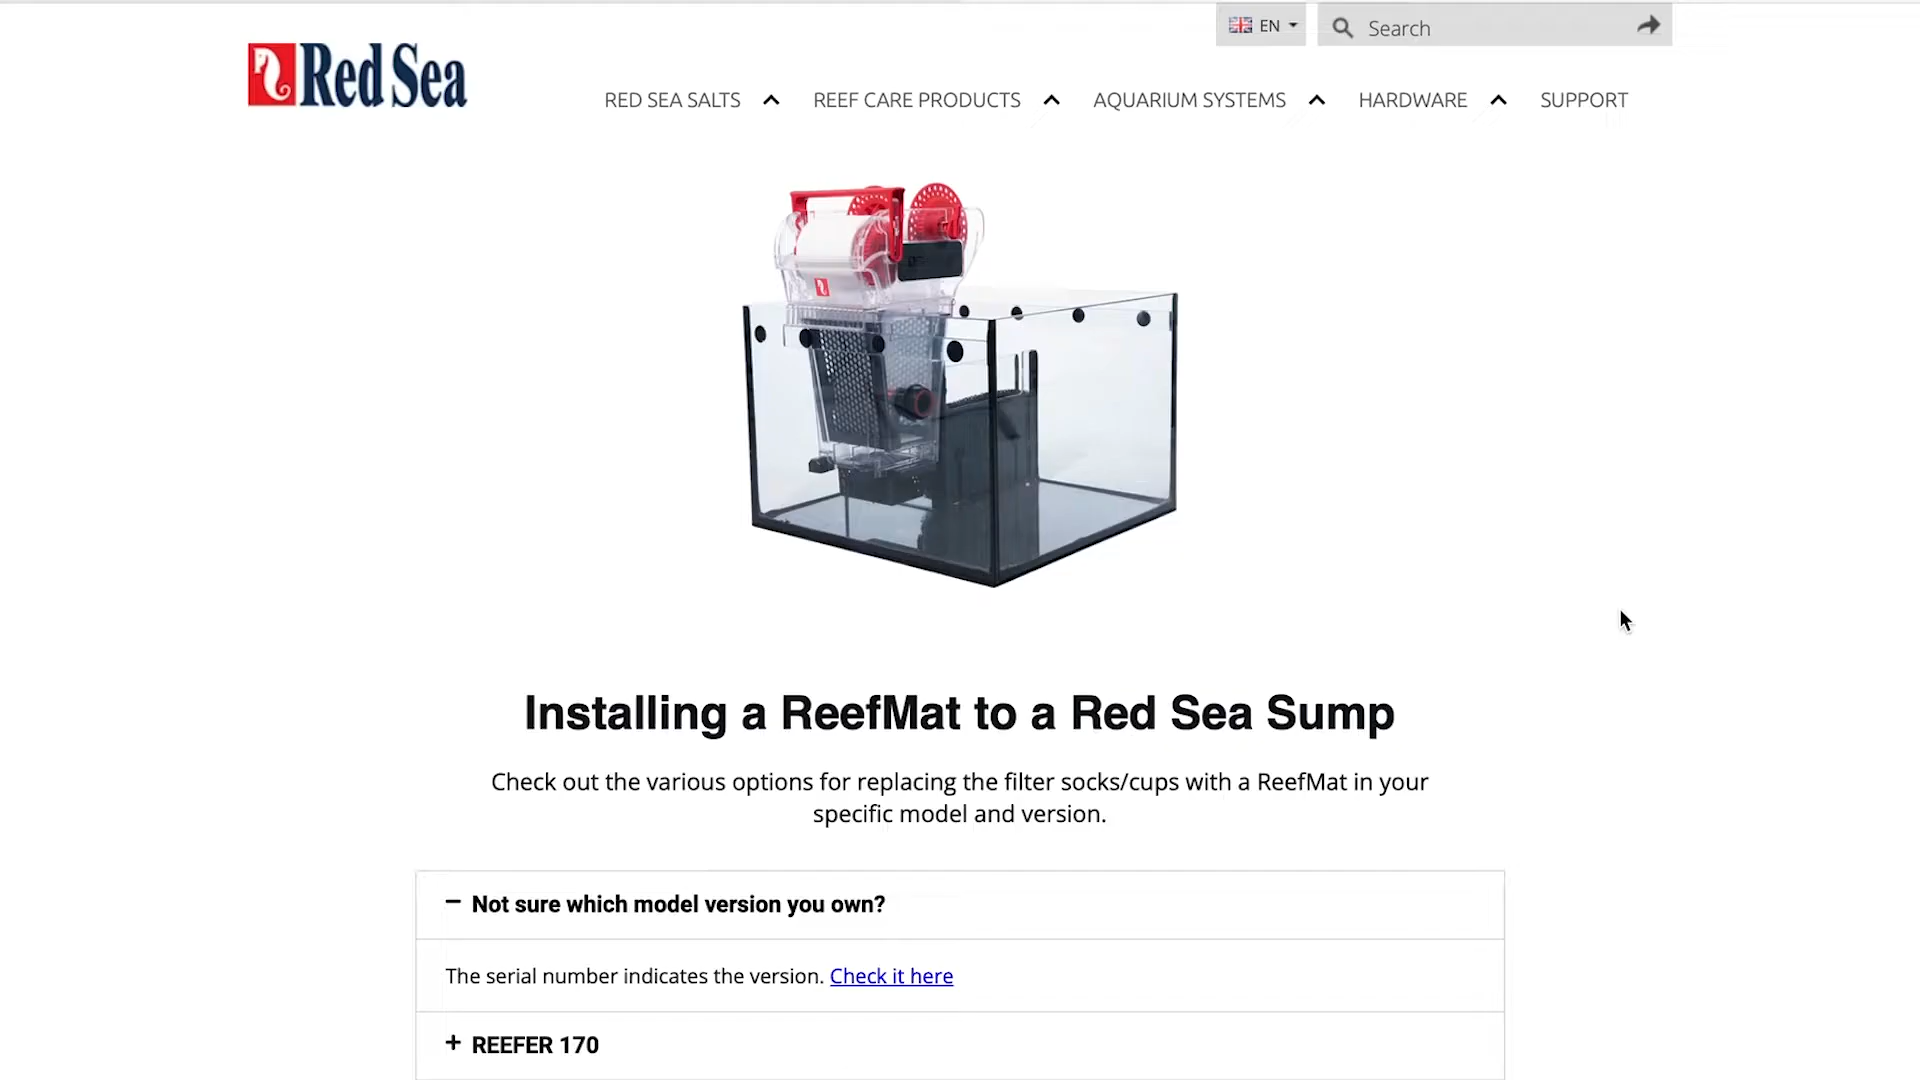 EN
Search
Red Sea
RED SEA SALTS
REEF CARE PRODUCTS
AQUARIUM SYSTEMS
HARDWARE
SUPPORT
Installing a ReefMat to a Red Sea Sump
Check out the various options for replacing the filter socks/cups with a ReefMat in your
specific model and version.
− Not sure which model version you own?
The serial number indicates the version. Check it here
+ REEFER 170